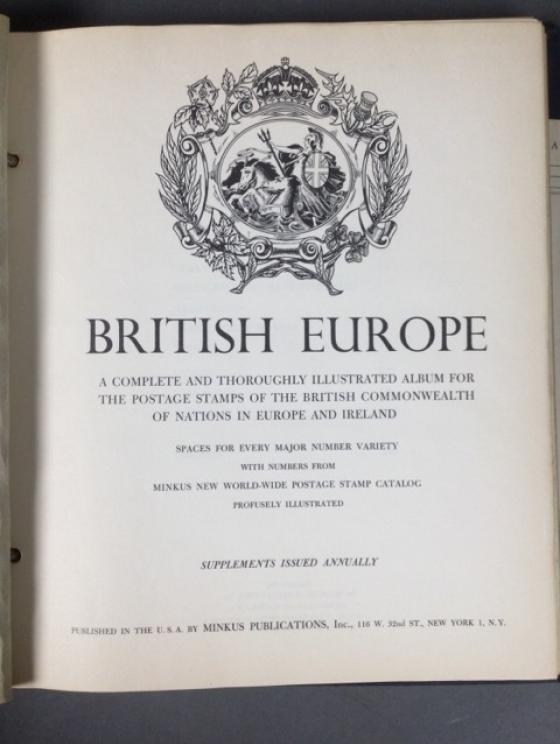 BRITISH EUROPE
A COMPLETE AND THOROUGHLY ILLUSTRATED ALBUM FOR
THE POSTAGE STAMPS OF THE BRITISH COMMONWEALTH
OF NATIONS IN EUROPE AND IRELAND
SPACES FOR EVERY MAJOR NUMBER VARIETY
WITH NUMBERS FROM
MINKUS NEW WORLD-WIDE POSTAGE STAMP CATALOG
PROFUSELY ILLUSTRATED
SUPPLEMENTS ISSUED ANNUALLY
PUBLISHED IN THE U. S. A. BY MINKUS PUBLICATIONS, Inc., 116 W. 32nd ST., NEW YORK 1, N. Y.
A